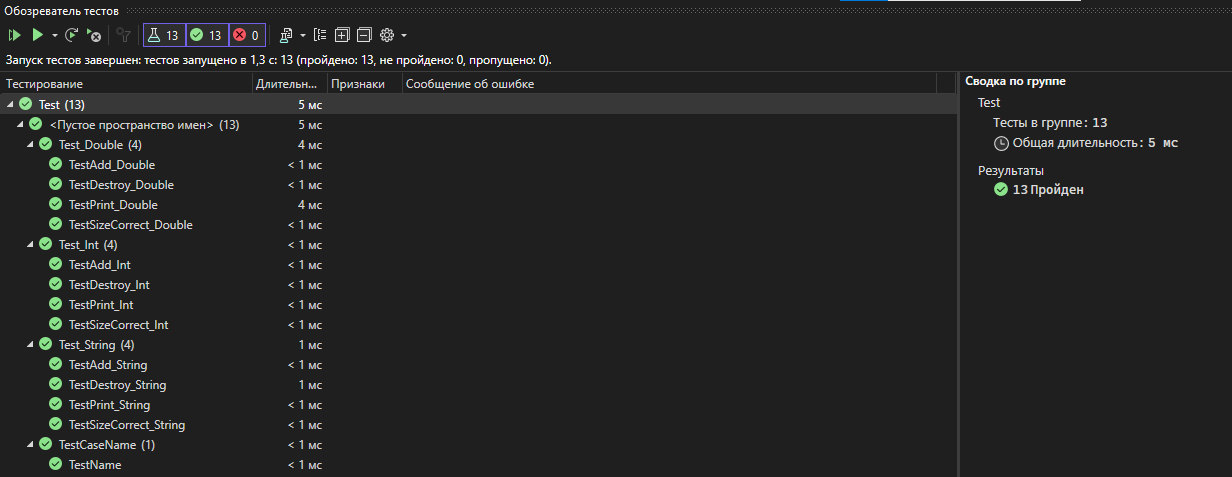 Обозреватель тестов
13 13 0
Запуск тестов завершен: тестов запущено в 1,3 с: 13 (пройдено: 13, не пройдено: 0, пропущено: 0).
Тестирование Длительн... Признаки Сообщение об ошибке
Test (13) 5 мс
<Пустое пространство имен> (13) 5 мс
Test_Double (4) 4 мс
TestAdd_Double < 1 мс
TestDestroy_Double < 1 мс
TestPrint_Double 4 мс
TestSizeCorrect_Double < 1 мс
Test_Int (4) < 1 мс
TestAdd_Int < 1 мс
TestDestroy_Int < 1 мс
TestPrint_Int < 1 мс
TestSizeCorrect_Int < 1 мс
Test_String (4) 1 мс
TestAdd_String < 1 мс
TestDestroy_String 1 мс
TestPrint_String < 1 мс
TestSizeCorrect_String < 1 мс
TestCaseName (1) < 1 мс
TestName < 1 мс
Сводка по группе
Test
Тесты в группе: 13
Общая длительность: 5 мс
Результаты
13 Пройден